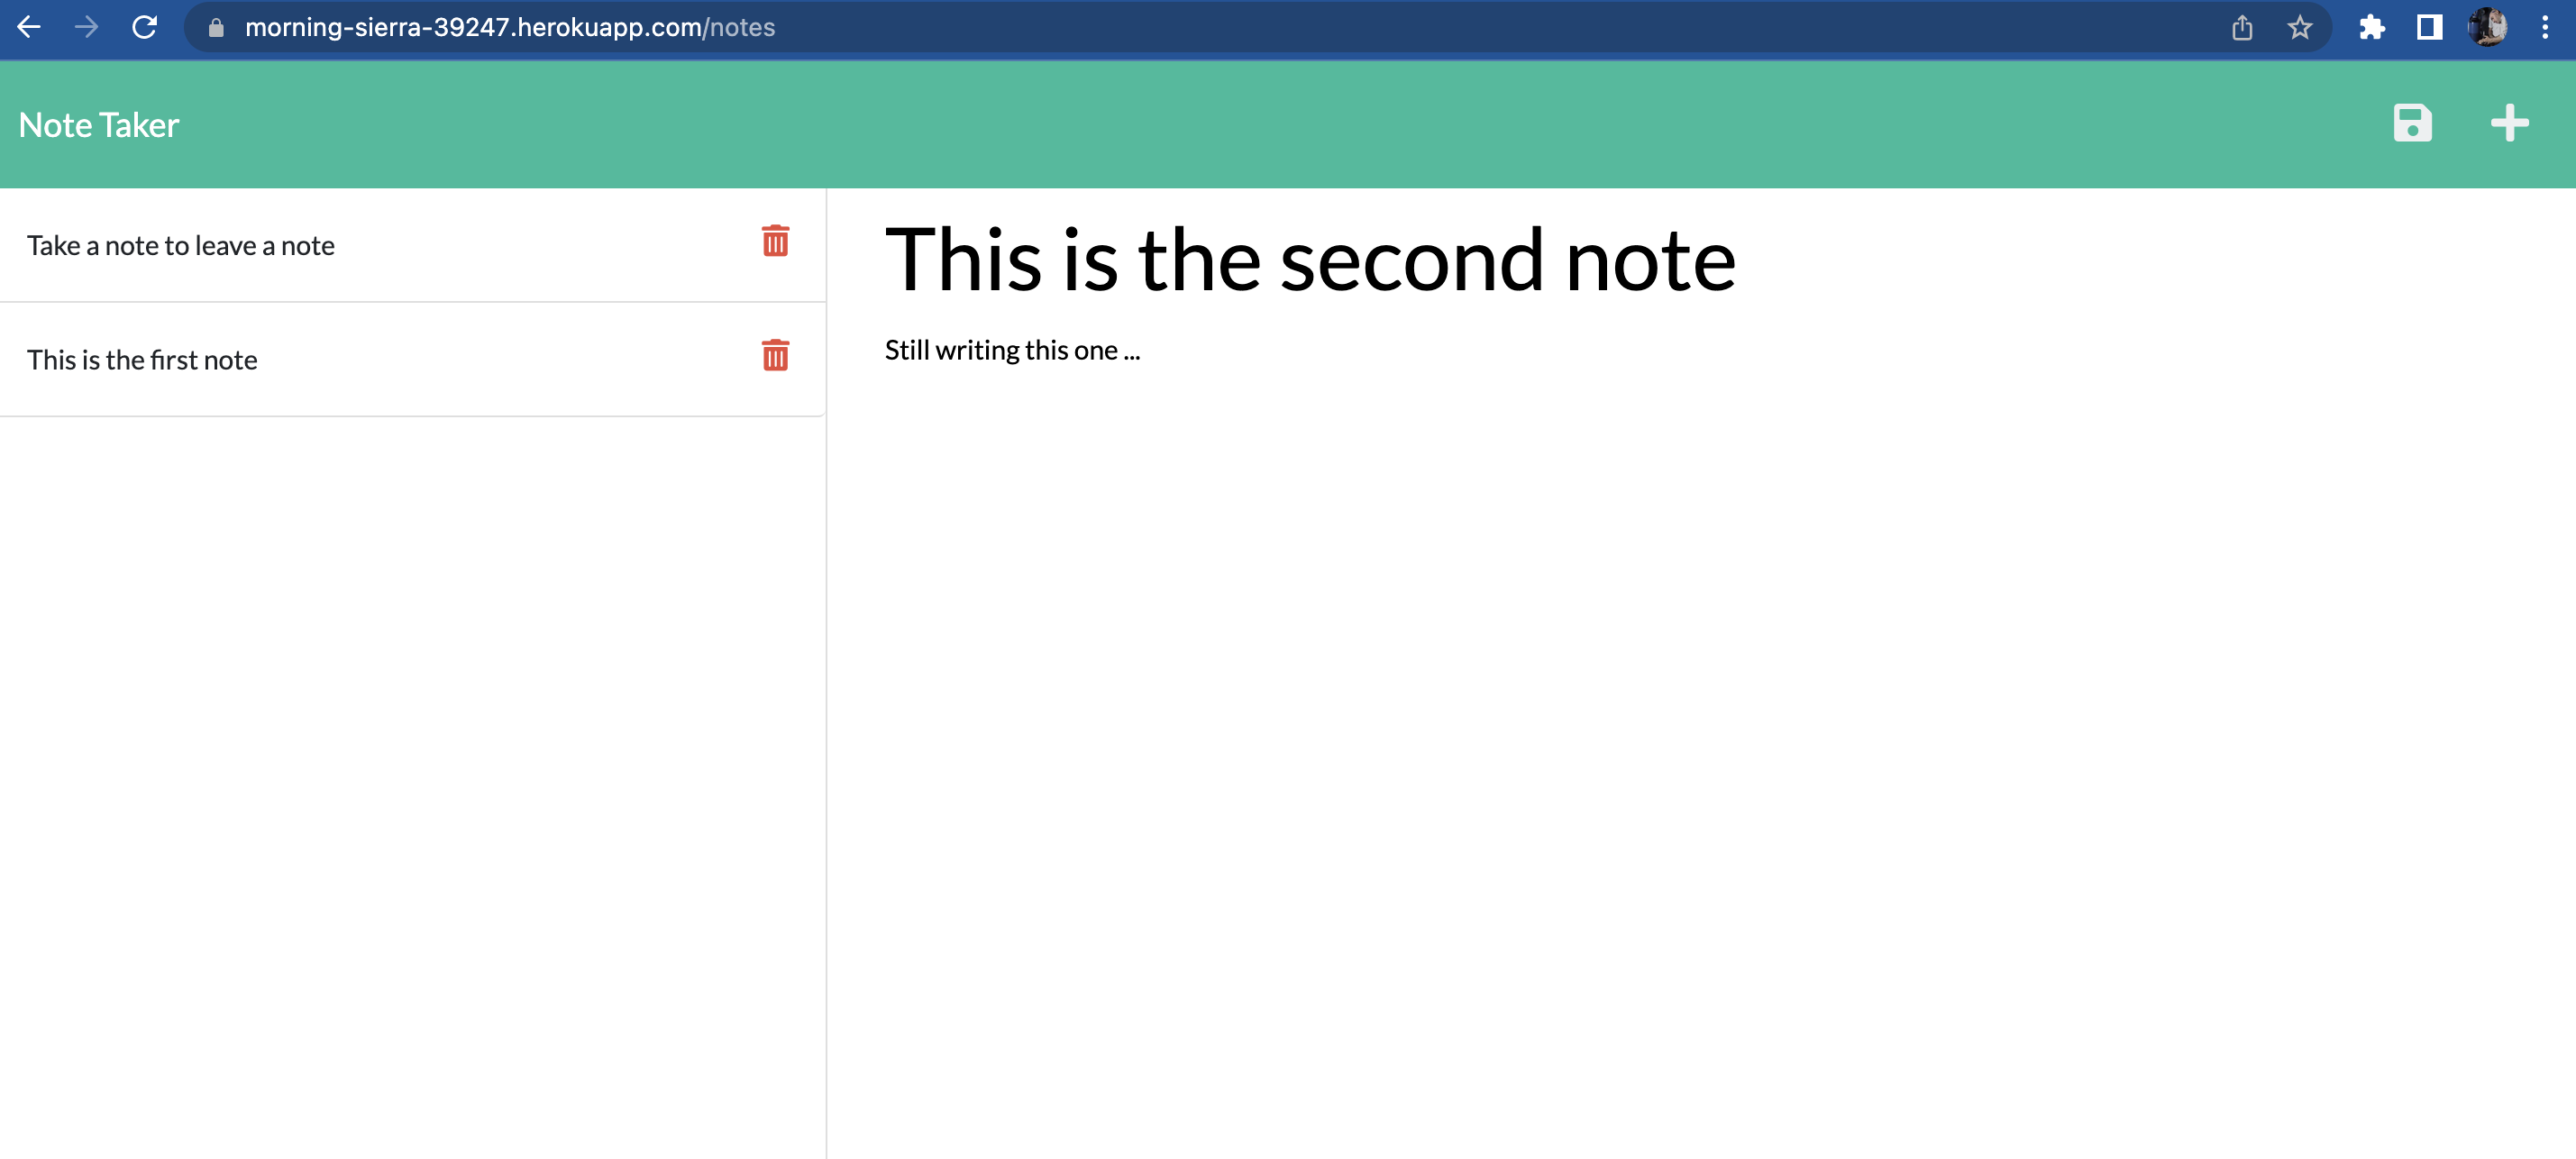 morning-sierra-39247.herokuapp.com/notes
Note Taker
Take a note to leave a note
This is the first note
This is the second note
Still writing this one ...